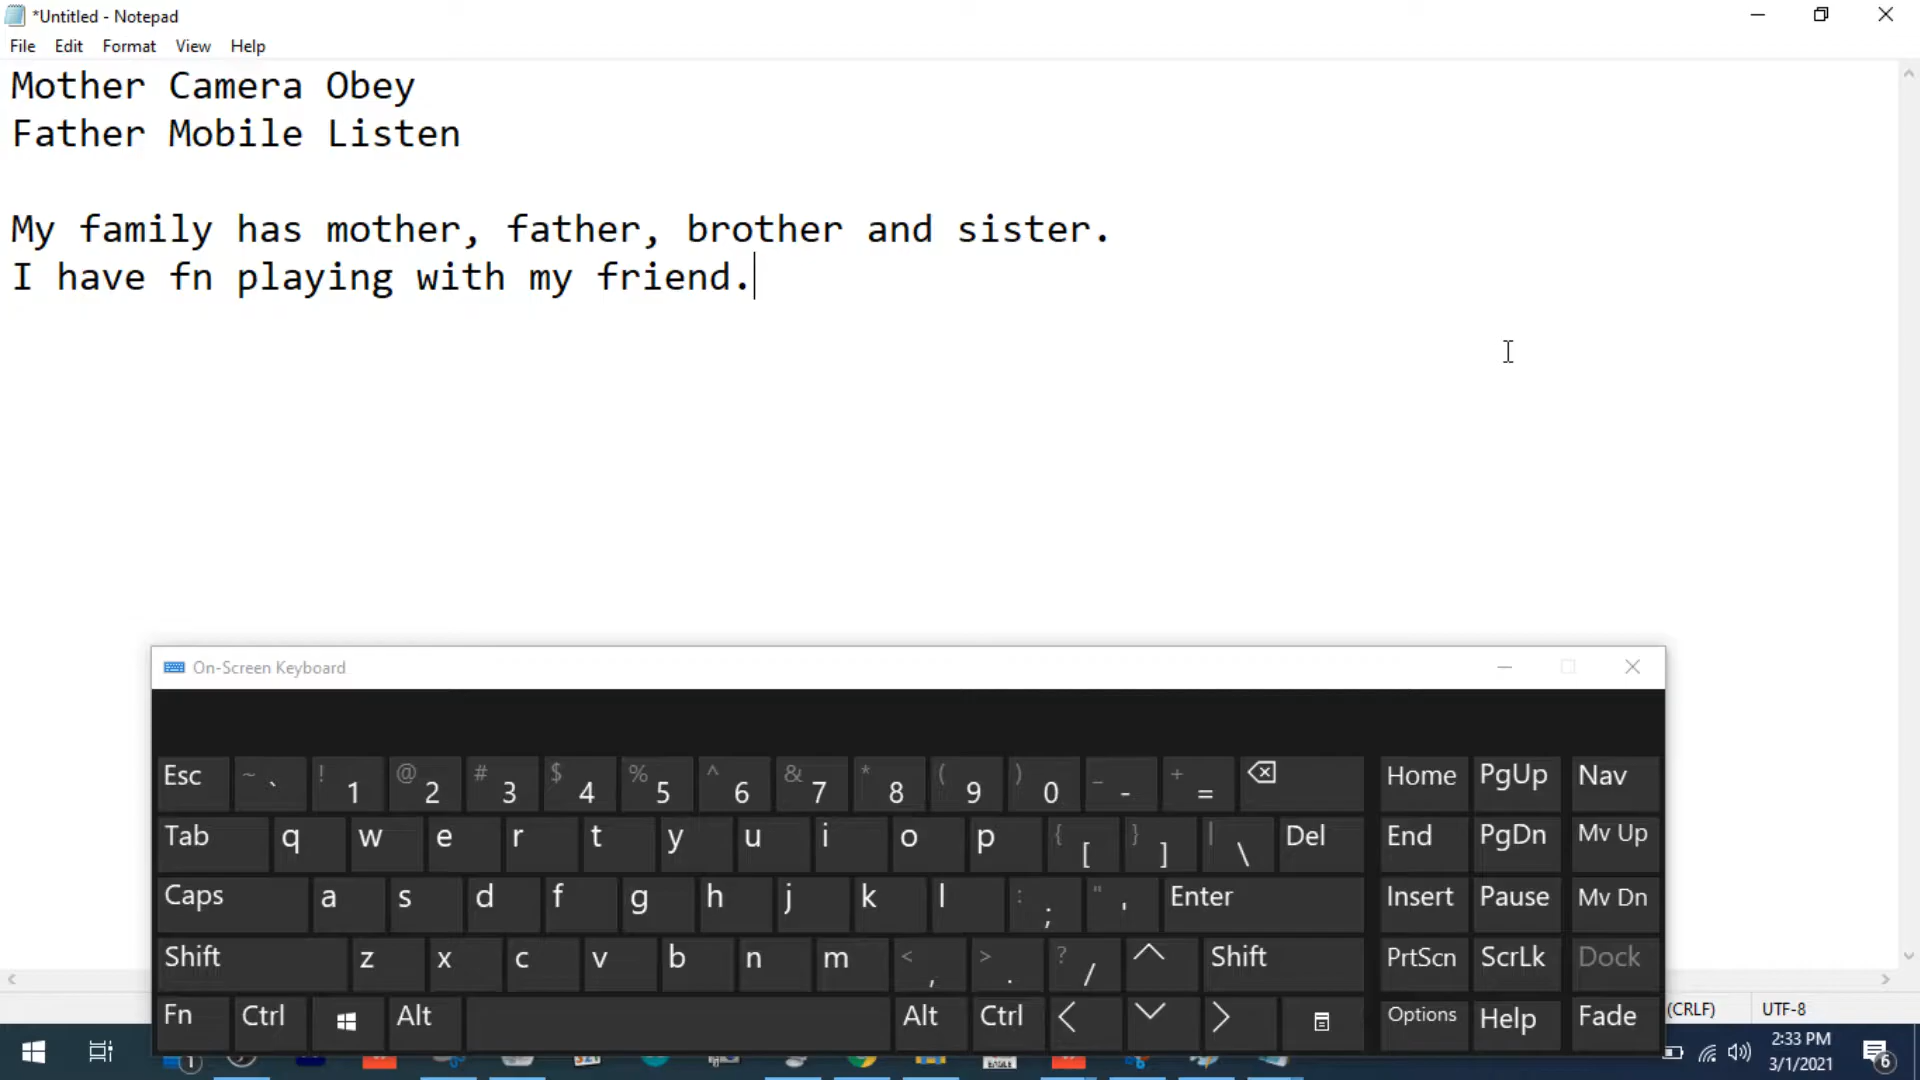 *Untitled - Notepad
File Edit Format View Help
Mother Camera Obey
Father Mobile Listen
My family has mother, father, brother and sister.
I have fn playing with my friend.
On-Screen Keyboard
Esc ~ ` ! 1 @ 2 # 3 $ 4 % 5 ^ 6 & 7 * 8 ( 9 ) 0 _ - + = Home PgUp Nav
Tab q w e r t y u i o p { [ } ] | \ Del End PgDn Mv Up
Caps a s d f g h j k l : ; " ' Enter Insert Pause Mv Dn
Shift z x c v b n m < , > . ? / Shift PrtScn ScrLk Dock
Fn Ctrl Alt Alt Ctrl Options Help Fade
(CRLF) UTF-8
1
EAGLE
2:33 PM
3/1/2021
6